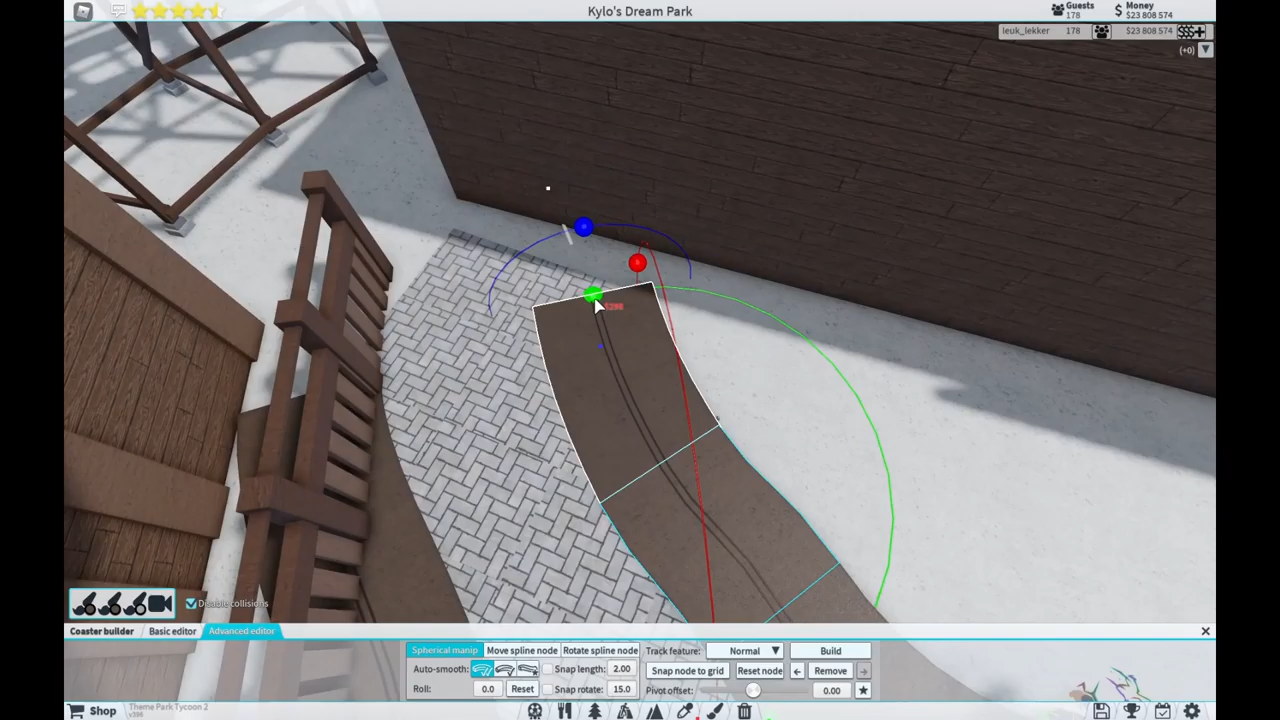 Kylo's Dream Park
Guests
178
Money
$23 808 574
leuk_lekker 178 $23 808 574
(+0)
$298
Disable collisions
Coaster builder Basic editor Advanced editor
Spherical manip Move spline node Rotate spline node Track feature: Normal Build
Auto-smooth: Snap length: 2.00 Snap node to grid Reset node Remove
Roll: 0.0 Reset Snap rotate: 15.0 Pivot offset: 0.00
Shop
Theme Park Tycoon 2
v398